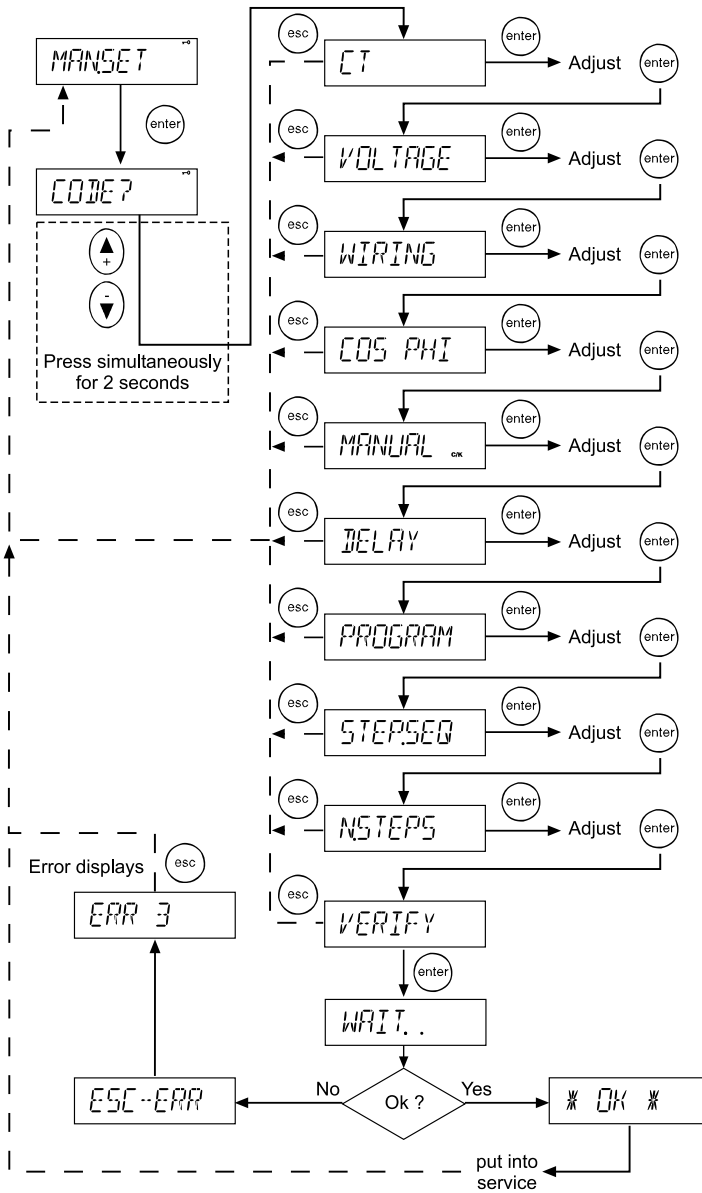 MAN.SET
enter
CODE?
+
-
Press simultaneously
for 2 seconds
esc
CT
enter
Adjust
enter
esc
VOLTAGE
enter
Adjust
enter
esc
WIRING
enter
Adjust
enter
esc
COS PHI
enter
Adjust
enter
esc
MANUAL C/K
enter
Adjust
enter
esc
DELAY
enter
Adjust
enter
esc
PROGRAM
enter
Adjust
enter
esc
STEP.SEQ
enter
Adjust
enter
esc
N.STEPS
enter
Adjust
enter
esc
VERIFY
enter
WAIT..
Ok ?
No
Yes
ESC-ERR
Error displays
esc
ERR 3
* OK *
put into
service